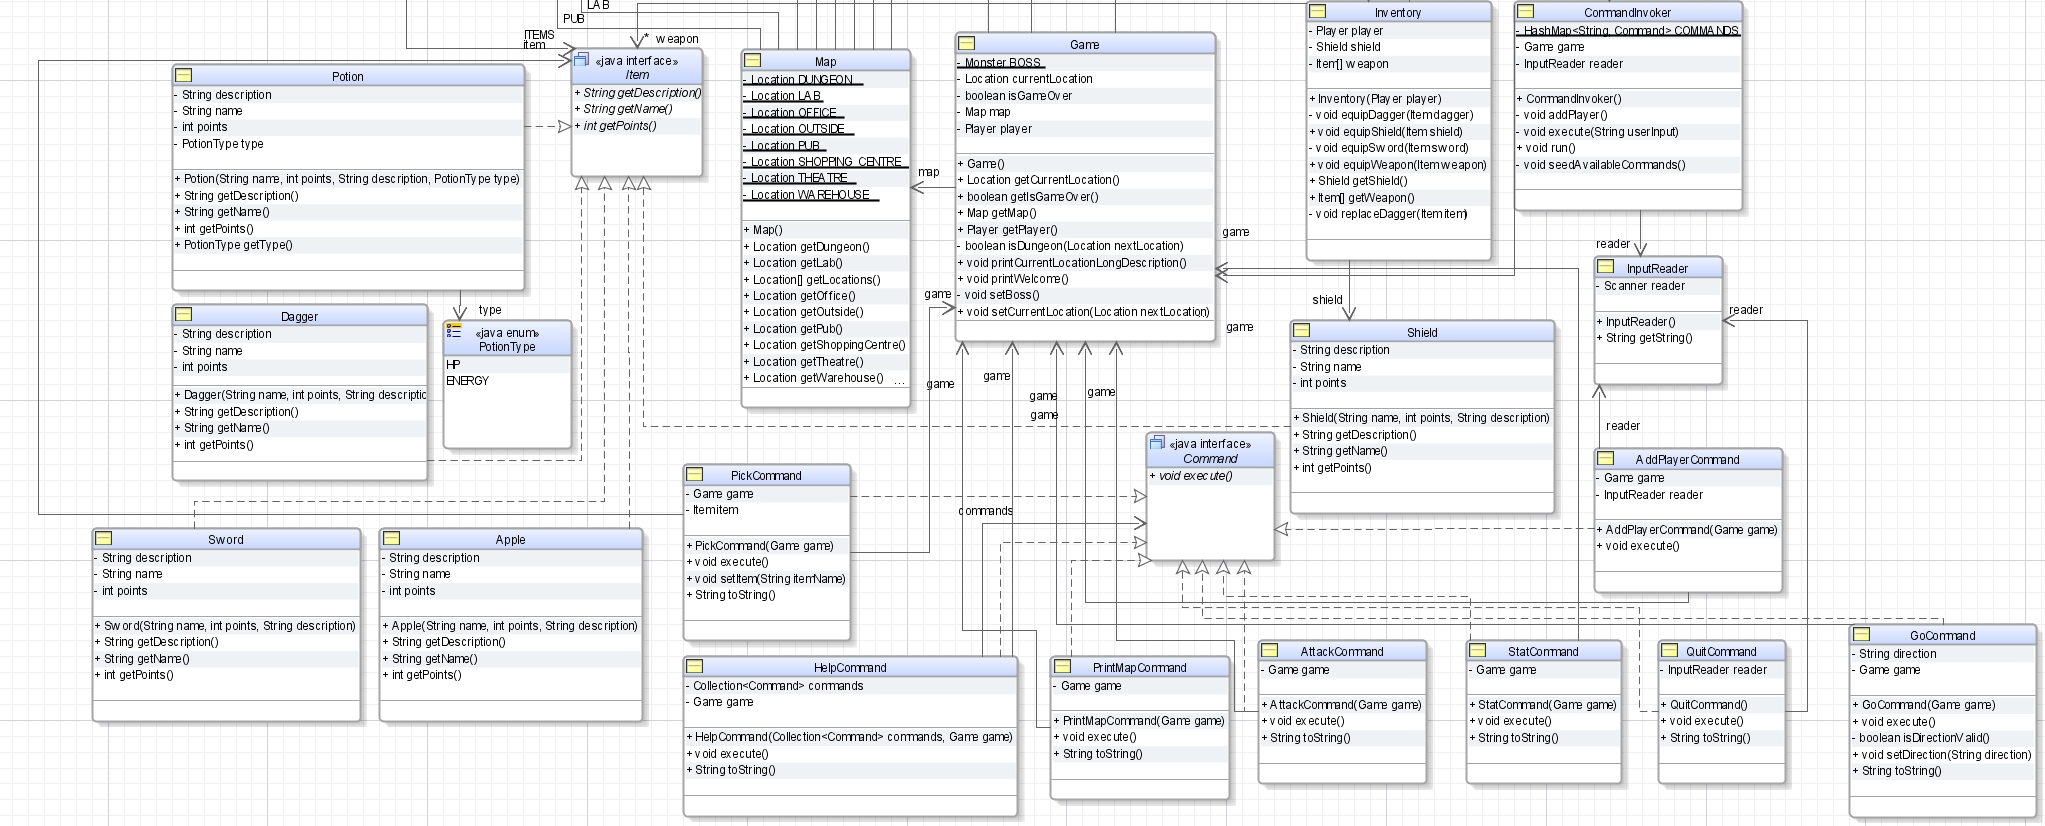 LAB
PUB
ITEMS
item
* weapon
«java interface»
Item
+ String getDescription()
+ String getName()
+ int getPoints()
Potion
- String description
- String name
- int points
- PotionType type
+ Potion(String name, int points, String description, PotionType type)
+ String getDescription()
+ String getName()
+ int getPoints()
+ PotionType getType()
type
Dagger
- String description
- String name
- int points
+ Dagger(String name, int points, String descriptic
+ String getDescription()
+ String getName()
+ int getPoints()
«java enum»
PotionType
HP
ENERGY
Map
- Location DUNGEON
- Location LAB
- Location OFFICE
- Location OUTSIDE
- Location PUB
- Location SHOPPING_CENTRE
- Location THEATRE
- Location WAREHOUSE
+ Map()
+ Location getDungeon()
+ Location getLab()
+ Location[] getLocations()
+ Location getOffice()
+ Location getOutside()
+ Location getPub()
+ Location getShoppingCentre()
+ Location getTheatre()
+ Location getWarehouse() ...
map
Game
- Monster BOSS
- Location currentLocation
- boolean isGameOver
- Map map
- Player player
+ Game()
+ Location getCurrentLocation()
+ boolean getIsGameOver()
+ Map getMap()
+ Player getPlayer()
- boolean isDungeon(Location nextLocation)
+ void printCurrentLocationLongDescription()
+ void printWelcome()
- void setBoss()
+ void setCurrentLocation(Location nextLocation)
Inventory
- Player player
- Shield shield
- Item[] weapon
+ Inventory(Player player)
- void equipDagger(Item dagger)
+ void equipShield(Item shield)
- void equipSword(Item sword)
+ void equipWeapon(Item weapon)
+ Shield getShield()
+ Item[] getWeapon()
- void replaceDagger(Item item)
CommandInvoker
- HashMap<String, Command> COMMANDS
- Game game
- InputReader reader
+ CommandInvoker()
- void addPlayer()
- void execute(String userInput)
+ void run()
- void seedAvailableCommands()
game
reader
InputReader
- Scanner reader
+ InputReader()
+ String getString()
reader
game
shield
game
Shield
- String description
- String name
- int points
+ Shield(String name, int points, String description)
+ String getDescription()
+ String getName()
+ int getPoints()
game
game
game
game
game
reader
«java interface»
Command
+ void execute()
AddPlayerCommand
- Game game
- InputReader reader
+ AddPlayerCommand(Game game)
+ void execute()
PickCommand
- Game game
- Item item
+ PickCommand(Game game)
+ void execute()
+ void setItem(String itemName)
+ String toString()
commands
Sword
- String description
- String name
- int points
+ Sword(String name, int points, String description)
+ String getDescription()
+ String getName()
+ int getPoints()
Apple
- String description
- String name
- int points
+ Apple(String name, int points, String description)
+ String getDescription()
+ String getName()
+ int getPoints()
HelpCommand
- Collection<Command> commands
- Game game
+ HelpCommand(Collection<Command> commands, Game game)
+ void execute()
+ String toString()
PrintMapCommand
- Game game
+ PrintMapCommand(Game game)
+ void execute()
+ String toString()
AttackCommand
- Game game
+ AttackCommand(Game game)
+ void execute()
+ String toString()
StatCommand
- Game game
+ StatCommand(Game game)
+ void execute()
+ String toString()
QuitCommand
- InputReader reader
+ QuitCommand()
+ void execute()
+ String toString()
GoCommand
- String direction
- Game game
+ GoCommand(Game game)
+ void execute()
- boolean isDirectionValid()
+ void setDirection(String direction)
+ String toString()